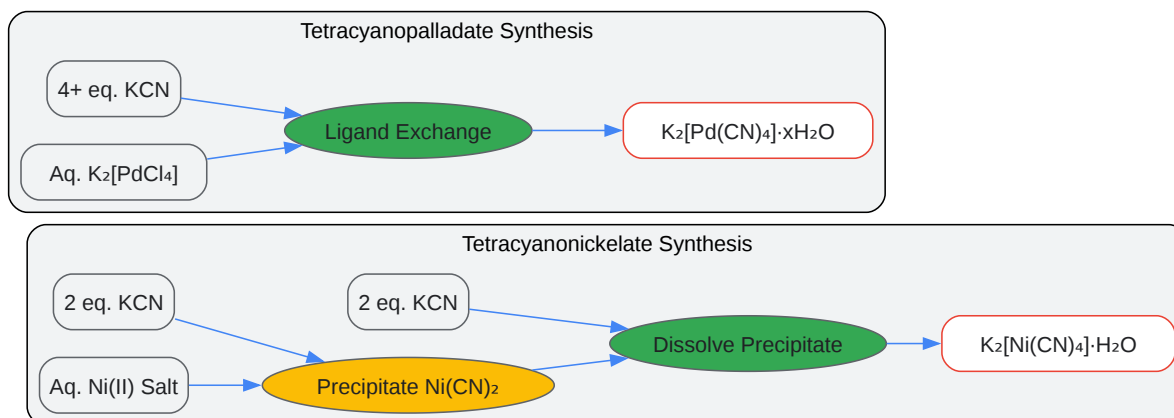 Tetracyanopalladate Synthesis
4+ eq. KCN
Ligand Exchange
K₂[Pd(CN)₄]·xH₂O
Aq. K₂[PdCl₄]
Tetracyanonickelate Synthesis
2 eq. KCN
2 eq. KCN
Dissolve Precipitate
K₂[Ni(CN)₄]·H₂O
Aq. Ni(II) Salt
Precipitate Ni(CN)₂